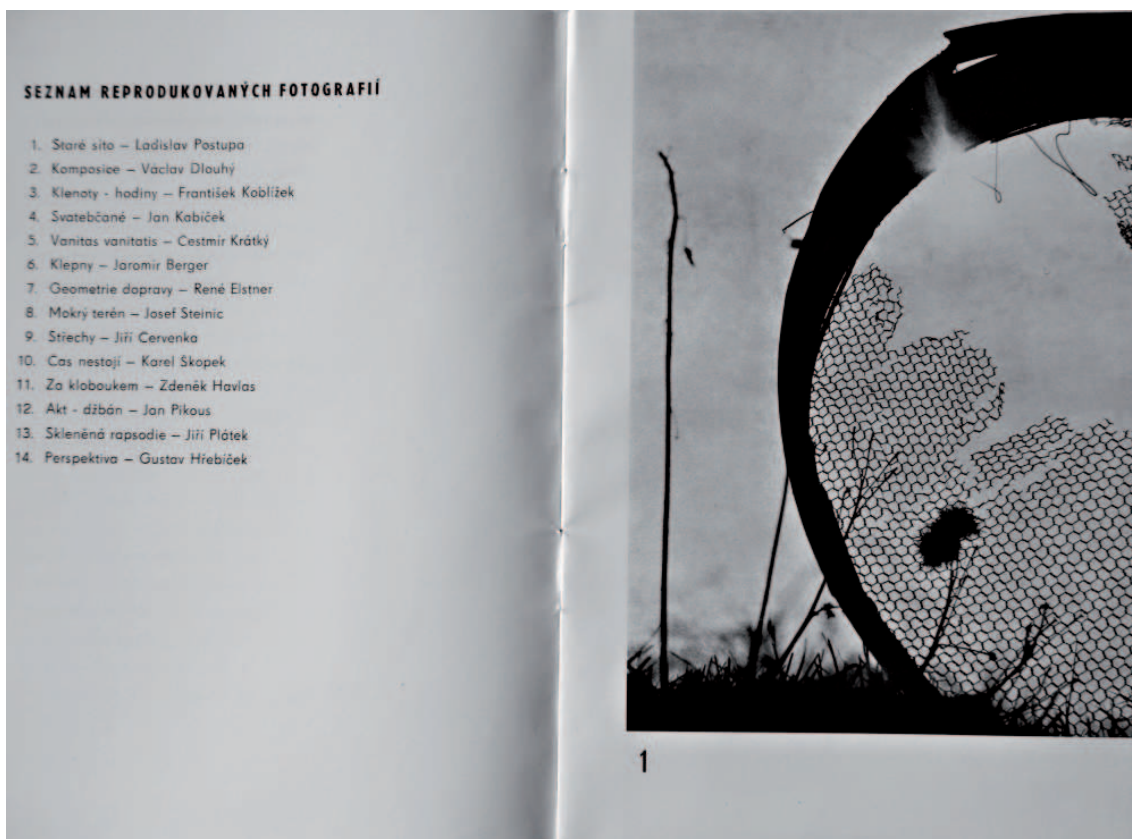 SEZNAM REPRODUKOVANÝCH FOTOGRAFIÍ
1. Staré síto – Ladislav Postupa
2. Komposice – Václav Dlouhý
3. Klenoty - hodiny – František Koblížek
4. Svatebčané – Jan Kabíček
5. Vanitas vanitatis – Čestmír Krátký
6. Klepny – Jaromír Berger
7. Geometrie dopravy – René Elstner
8. Mokrý terén – Josef Steinic
9. Střechy – Jiří Červenka
10. Čas nestojí – Karel Skopek
11. Za kloboukem – Zdeněk Havlas
12. Akt - džbán – Jan Pikous
13. Skleněná rapsodie – Jiří Plátek
14. Perspektiva – Gustav Hřebíček
1